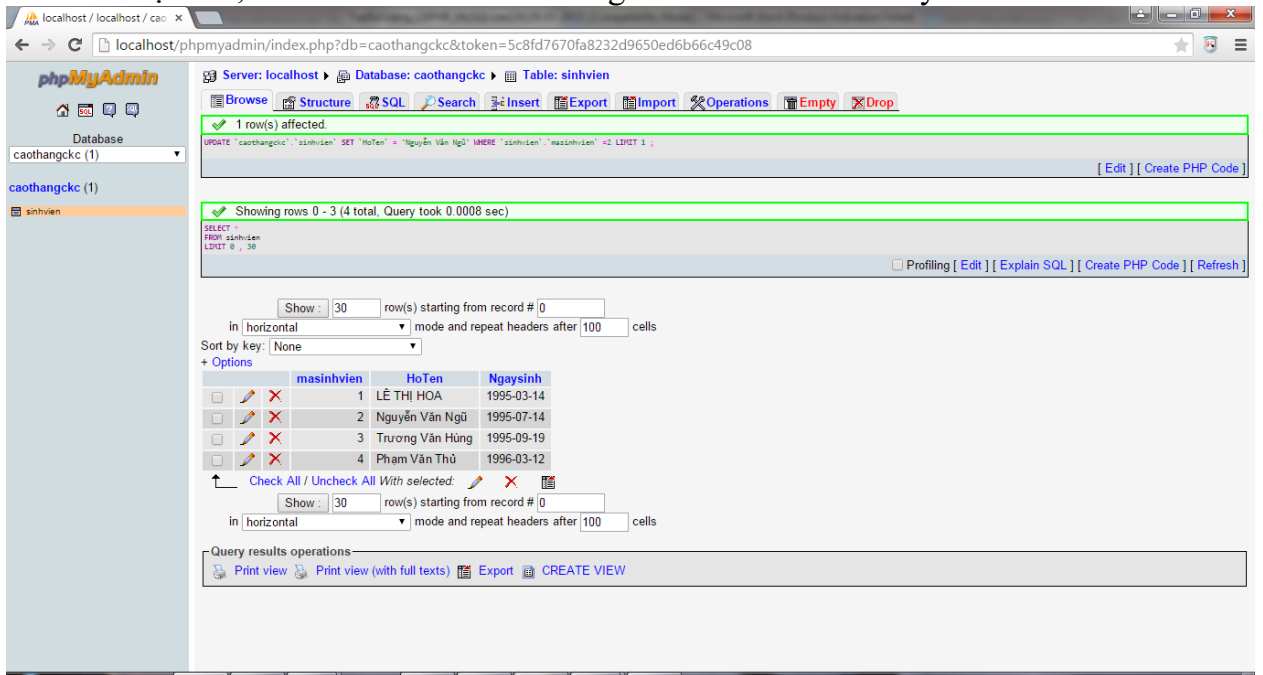 localhost / localhost / cao
localhost/phpmyadmin/index.php?db=caothangckc&token=5c8fd7670fa8232d9650ed6b66c49c08
phpMyAdmin
Database
caothangckc (1)
caothangckc (1)
sinhvien
Server: localhost Database: caothangckc Table: sinhvien
Browse Structure SQL Search Insert Export Import Operations Empty Drop
1 row(s) affected.
UPDATE `caothangckc`.`sinhvien` SET `HoTen` = 'Nguyễn Văn Ngũ' WHERE `sinhvien`.`masinhvien` =2 LIMIT 1 ;
[ Edit ] [ Create PHP Code ]
Showing rows 0 - 3 (4 total, Query took 0.0008 sec)
SELECT *
FROM sinhvien
LIMIT 0 , 30
Profiling [ Edit ] [ Explain SQL ] [ Create PHP Code ] [ Refresh ]
Show : 30 row(s) starting from record # 0
in horizontal mode and repeat headers after 100 cells
Sort by key: None
+ Options
masinhvien HoTen Ngaysinh
1 LÊ THỊ HOA 1995-03-14
2 Nguyễn Văn Ngũ 1995-07-14
3 Trương Văn Hùng 1995-09-19
4 Phạm Văn Thủ 1996-03-12
Check All / Uncheck All With selected:
Show : 30 row(s) starting from record # 0
in horizontal mode and repeat headers after 100 cells
Query results operations
Print view Print view (with full texts) Export CREATE VIEW